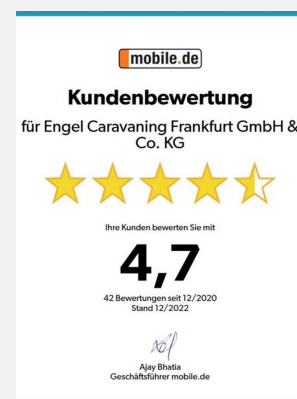 mobile.de
Kundenbewertung
für Engel Caravaning Frankfurt GmbH &
Co. KG
Ihre Kunden bewerten Sie mit
4,7
42 Bewertungen seit 12/2020
Stand 12/2022
Ajay Bhatia
Geschäftsführer mobile.de